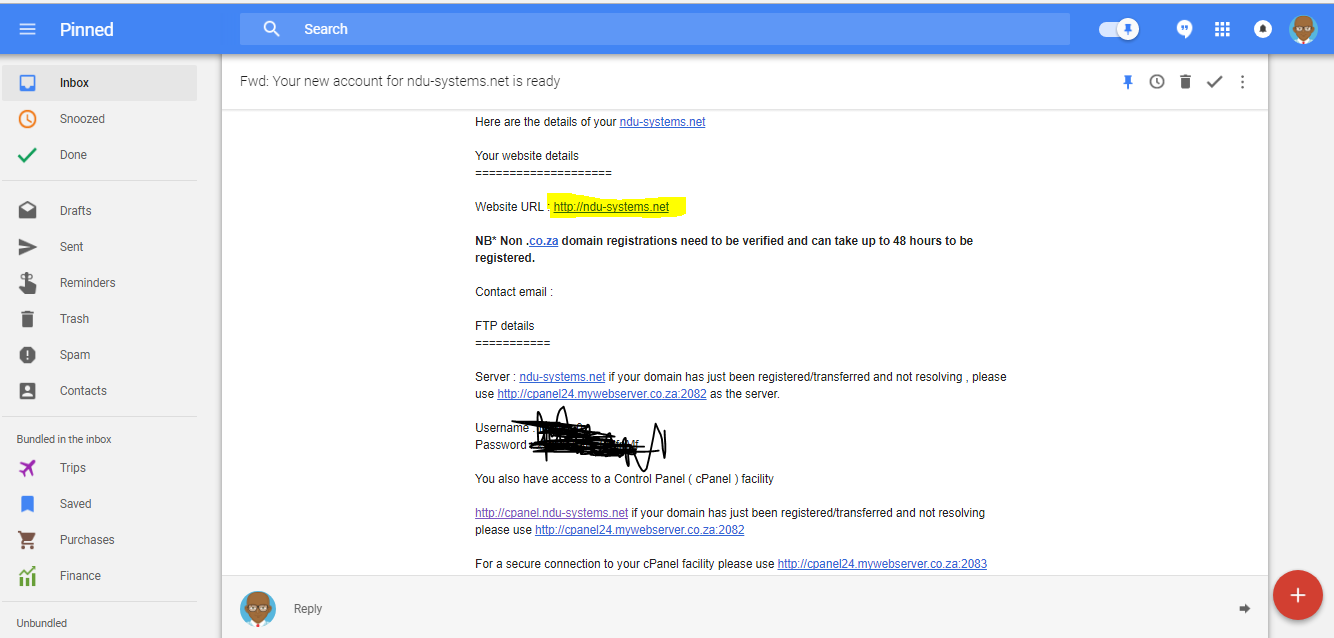 Pinned
Search
Inbox
Snoozed
Done
Drafts
Sent
Reminders
Trash
Spam
Contacts
Bundled in the inbox
Trips
Saved
Purchases
Finance
Unbundled
Fwd: Your new account for ndu-systems.net is ready
Here are the details of your ndu-systems.net
Your website details
====================
Website URL : http://ndu-systems.net
NB* Non .co.za domain registrations need to be verified and can take up to 48 hours to be
registered.
Contact email :
FTP details
===========
Server : ndu-systems.net if your domain has just been registered/transferred and not resolving , please
use http://cpanel24.mywebserver.co.za:2082 as the server.
Username :
Password
You also have access to a Control Panel ( cPanel ) facility
http://cpanel.ndu-systems.net if your domain has just been registered/transferred and not resolving
please use http://cpanel24.mywebserver.co.za:2082
For a secure connection to your cPanel facility please use http://cpanel24.mywebserver.co.za:2083
Reply